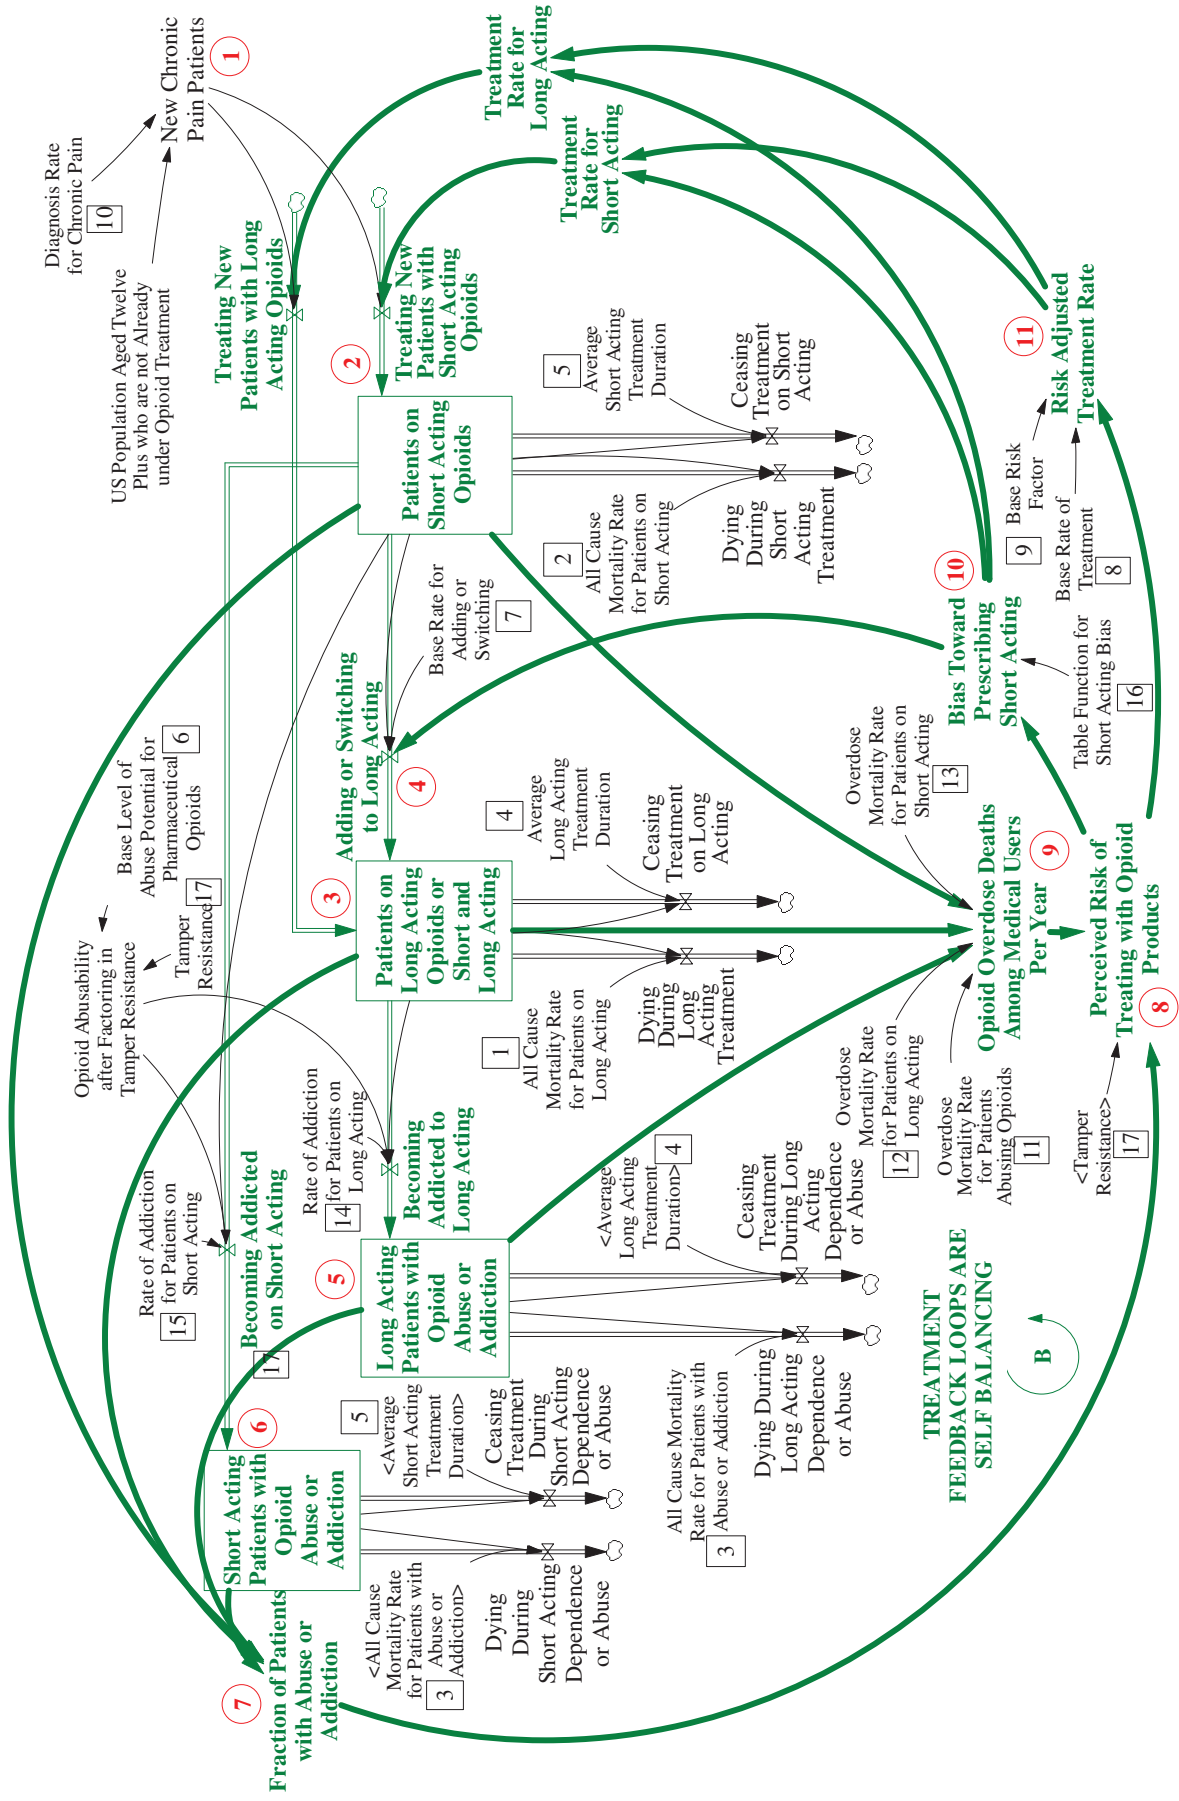 Diagnosis Rate
for Chronic Pain
10
New Chronic
Pain Patients
1
US Population Aged Twelve
Plus who are not Already
under Opioid Treatment
Treating New
Patients with Long
Acting Opioids
Treatment
Rate for
Long Acting
Treatment
Rate for
Short Acting
2
Treating New
Patients with
Short Acting
Opioids
Patients on
Short Acting
Opioids
5
Average
Short Acting
Treatment
Duration
Ceasing
Treatment
on Short
Acting
2
All Cause
Mortality Rate
for Patients on
Short Acting
Dying
During
Short
Acting
Treatment
Base Rate for
Adding or
Switching
7
Adding or Switching
to Long Acting
4
Base Level of
Abuse Potential for
Pharmaceutical
Opioids
6
Opioid Abusability
after Factoring in
Tamper Resistance
Tamper
Resistance
17
3
Patients on
Long Acting
Opioids or
Short and
Long Acting
4
Average
Long Acting
Treatment
Duration
Ceasing
Treatment
on Long
Acting
1
All Cause
Mortality Rate
for Patients on
Long Acting
Dying
During
Long
Acting
Treatment
Rate of Addiction
for Patients on
Long Acting
14
Becoming
Addicted to
Long Acting
Rate of Addiction
for Patients on
Short Acting
15
Becoming Addicted
on Short Acting
17
5
Long Acting
Patients with
Opioid
Abuse or
Addiction
<Average
Long Acting
Treatment
Duration>
4
Ceasing
Treatment
During Long
Acting
Dependence
or Abuse
All Cause Mortality
Rate for Patients with
Abuse or Addiction
3
Dying During
Long Acting
Dependence
or Abuse
6
Short Acting
Patients with
Opioid
Abuse or
Addiction
5
<Average
Short Acting
Treatment
Duration>
Ceasing
Treatment
During
Short Acting
Dependence
or Abuse
<All Cause
Mortality Rate
for Patients with
Abuse or
Addiction>
3
Dying
During
Short Acting
Dependence
or Abuse
7
Fraction of Patients
with Abuse or
Addiction
11
Risk Adjusted
Treatment Rate
Base Risk
Factor
9
Base Rate of
Treatment
8
10
Bias Toward
Prescribing
Short Acting
Table Function for
Short Acting Bias
16
Overdose
Mortality Rate
for Patients on
Short Acting
13
Opioid Overdose Deaths
Among Medical Users
Per Year
9
Overdose
Mortality Rate
for Patients on
Long Acting
12
Overdose
Mortality Rate
for Patients
Abusing Opioids
11
Perceived Risk of
Treating with Opioid
Products
8
<Tamper
Resistance>
17
TREATMENT
FEEDBACK LOOPS ARE
SELF BALANCING
B